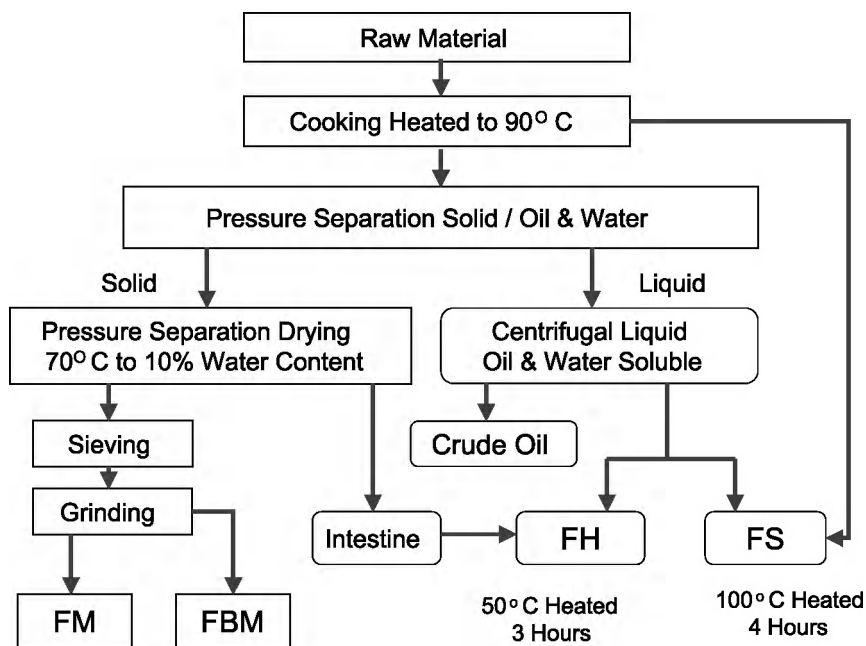 Raw Material
Cooking Heated to 90° C
Pressure Separation Solid / Oil & Water
Solid
Liquid
Pressure Separation Drying
70° C to 10% Water Content
Centrifugal Liquid
Oil & Water Soluble
Sieving
Crude Oil
Grinding
Intestine
FH
FS
FM
FBM
50° C Heated
3 Hours
100° C Heated
4 Hours